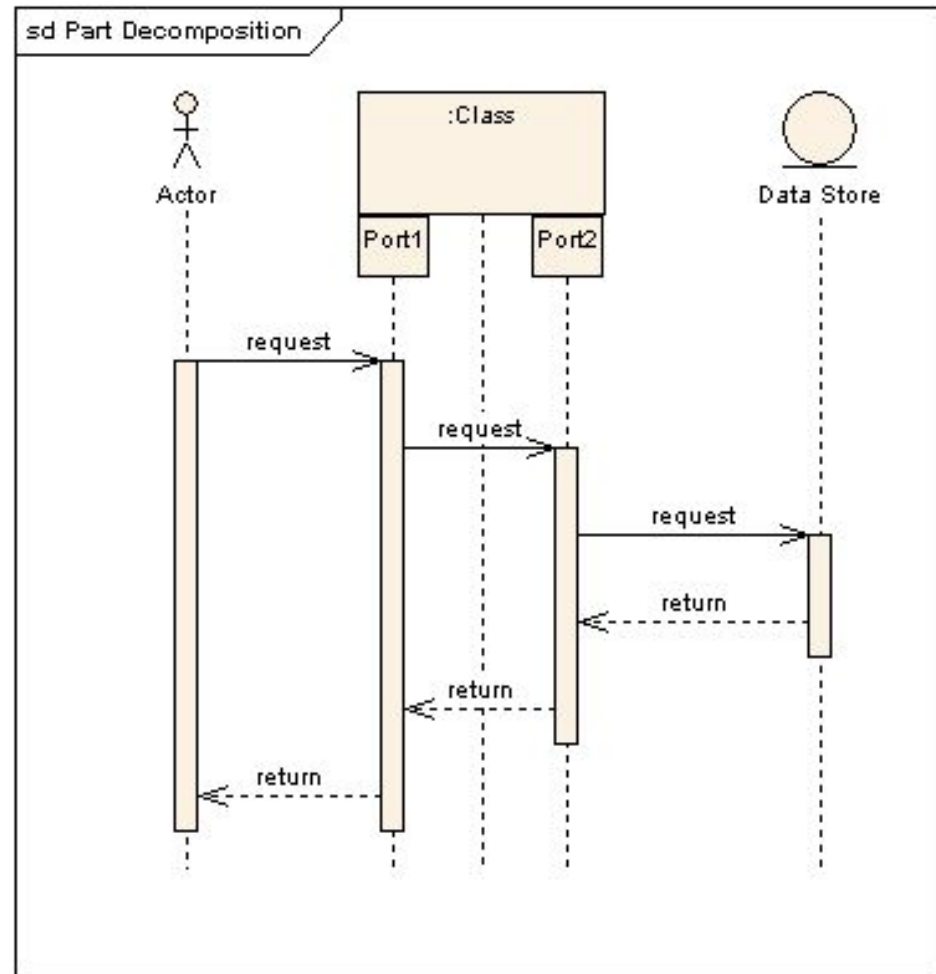 sd Part Decomposition
:Class
Actor
Data Store
Port1
Port2
request
request
request
return
return
return